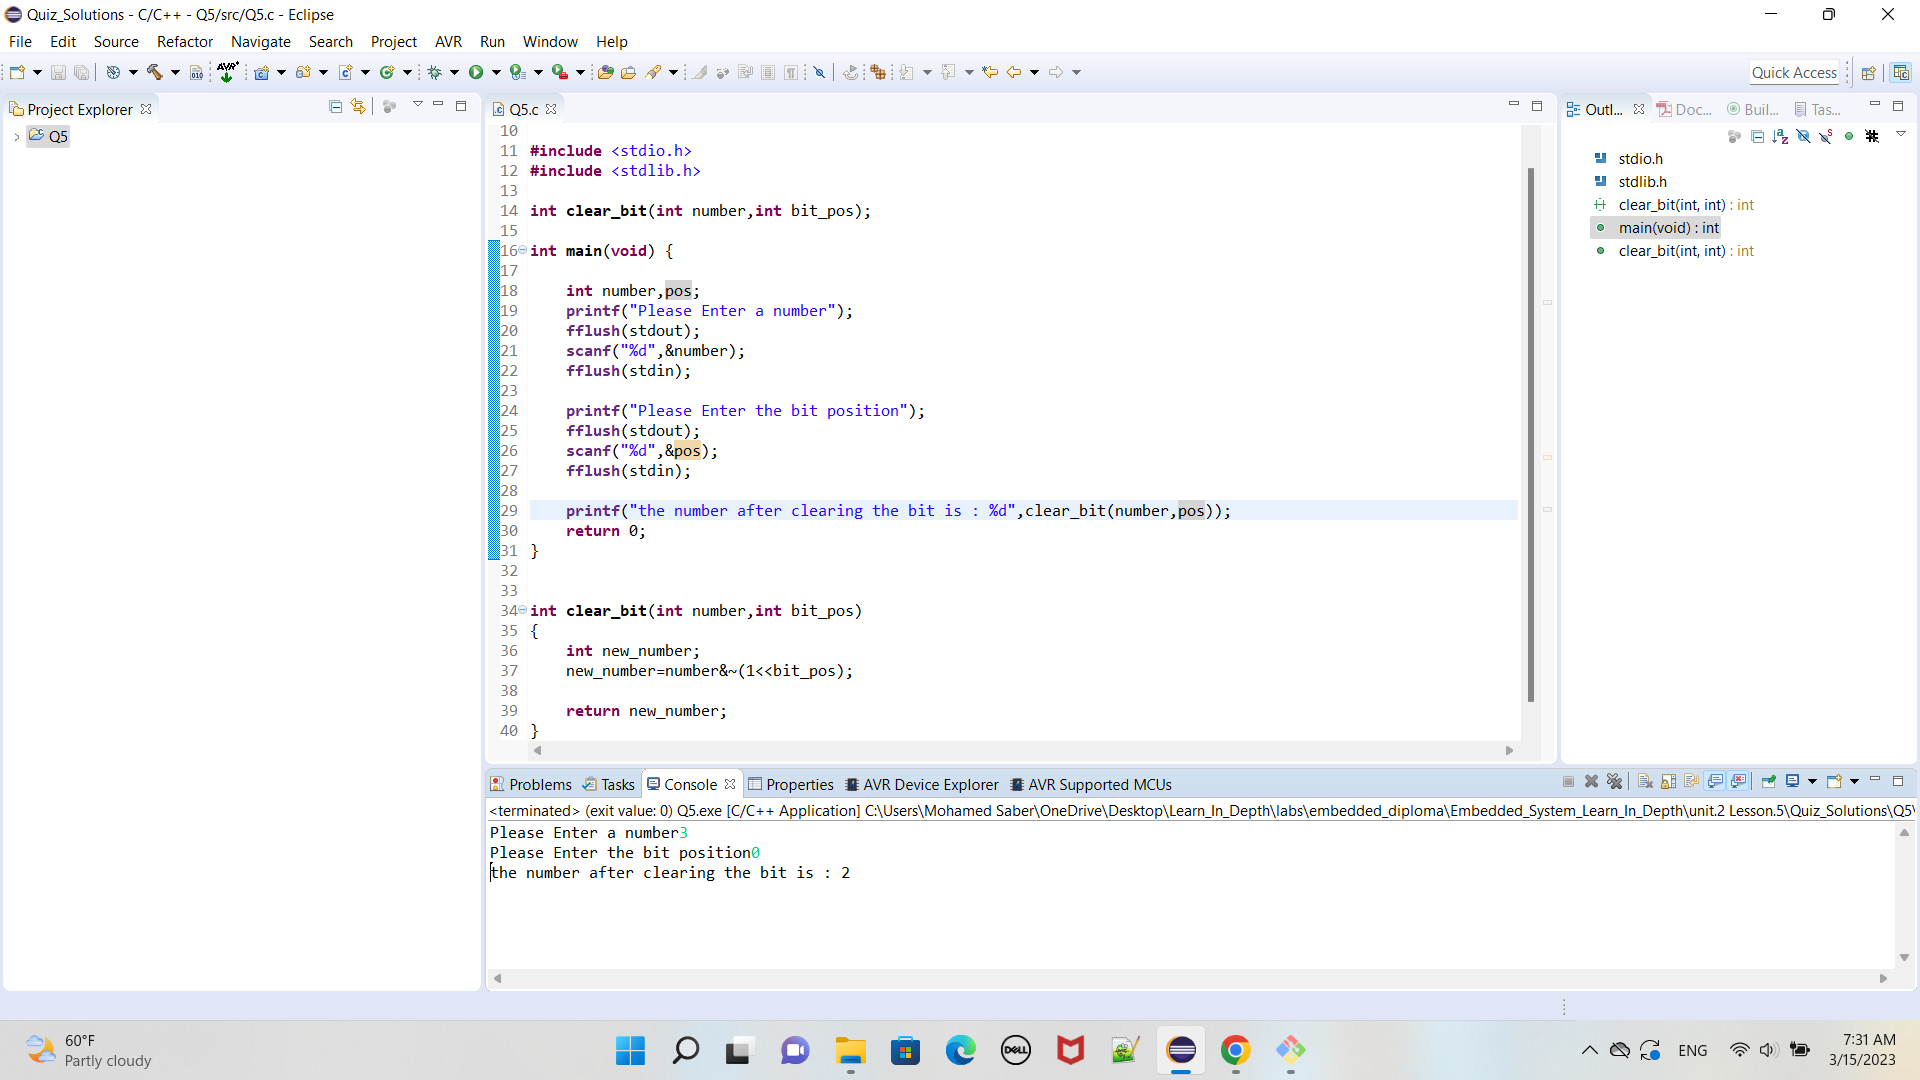 Quiz_Solutions - C/C++ - Q5/src/Q5.c - Eclipse
File Edit Source Refactor Navigate Search Project AVR Run Window Help
Quick Access
Project Explorer
Q5
Q5.c
10
11 #include <stdio.h>
12 #include <stdlib.h>
13
14 int clear_bit(int number,int bit_pos);
15
16 int main(void) {
17
18 int number,pos;
19 printf("Please Enter a number");
20 fflush(stdout);
21 scanf("%d",&number);
22 fflush(stdin);
23
24 printf("Please Enter the bit position");
25 fflush(stdout);
26 scanf("%d",&pos);
27 fflush(stdin);
28
29 printf("the number after clearing the bit is : %d",clear_bit(number,pos));
30 return 0;
31 }
32
33
34 int clear_bit(int number,int bit_pos)
35 {
36 int new_number;
37 new_number=number&~(1<<bit_pos);
38
39 return new_number;
40 }
Outl... Doc... Buil... Tas...
stdio.h
stdlib.h
clear_bit(int, int) : int
main(void) : int
clear_bit(int, int) : int
Problems Tasks Console Properties AVR Device Explorer AVR Supported MCUs
<terminated> (exit value: 0) Q5.exe [C/C++ Application] C:\Users\Mohamed Saber\OneDrive\Desktop\Learn_In_Depth\labs\embedded_diploma\Embedded_System_Learn_In_Depth\unit.2 Lesson.5\Quiz_Solutions\Q5\
Please Enter a number3
Please Enter the bit position0
the number after clearing the bit is : 2
60°F
Partly cloudy
DELL
ENG
7:31 AM
3/15/2023